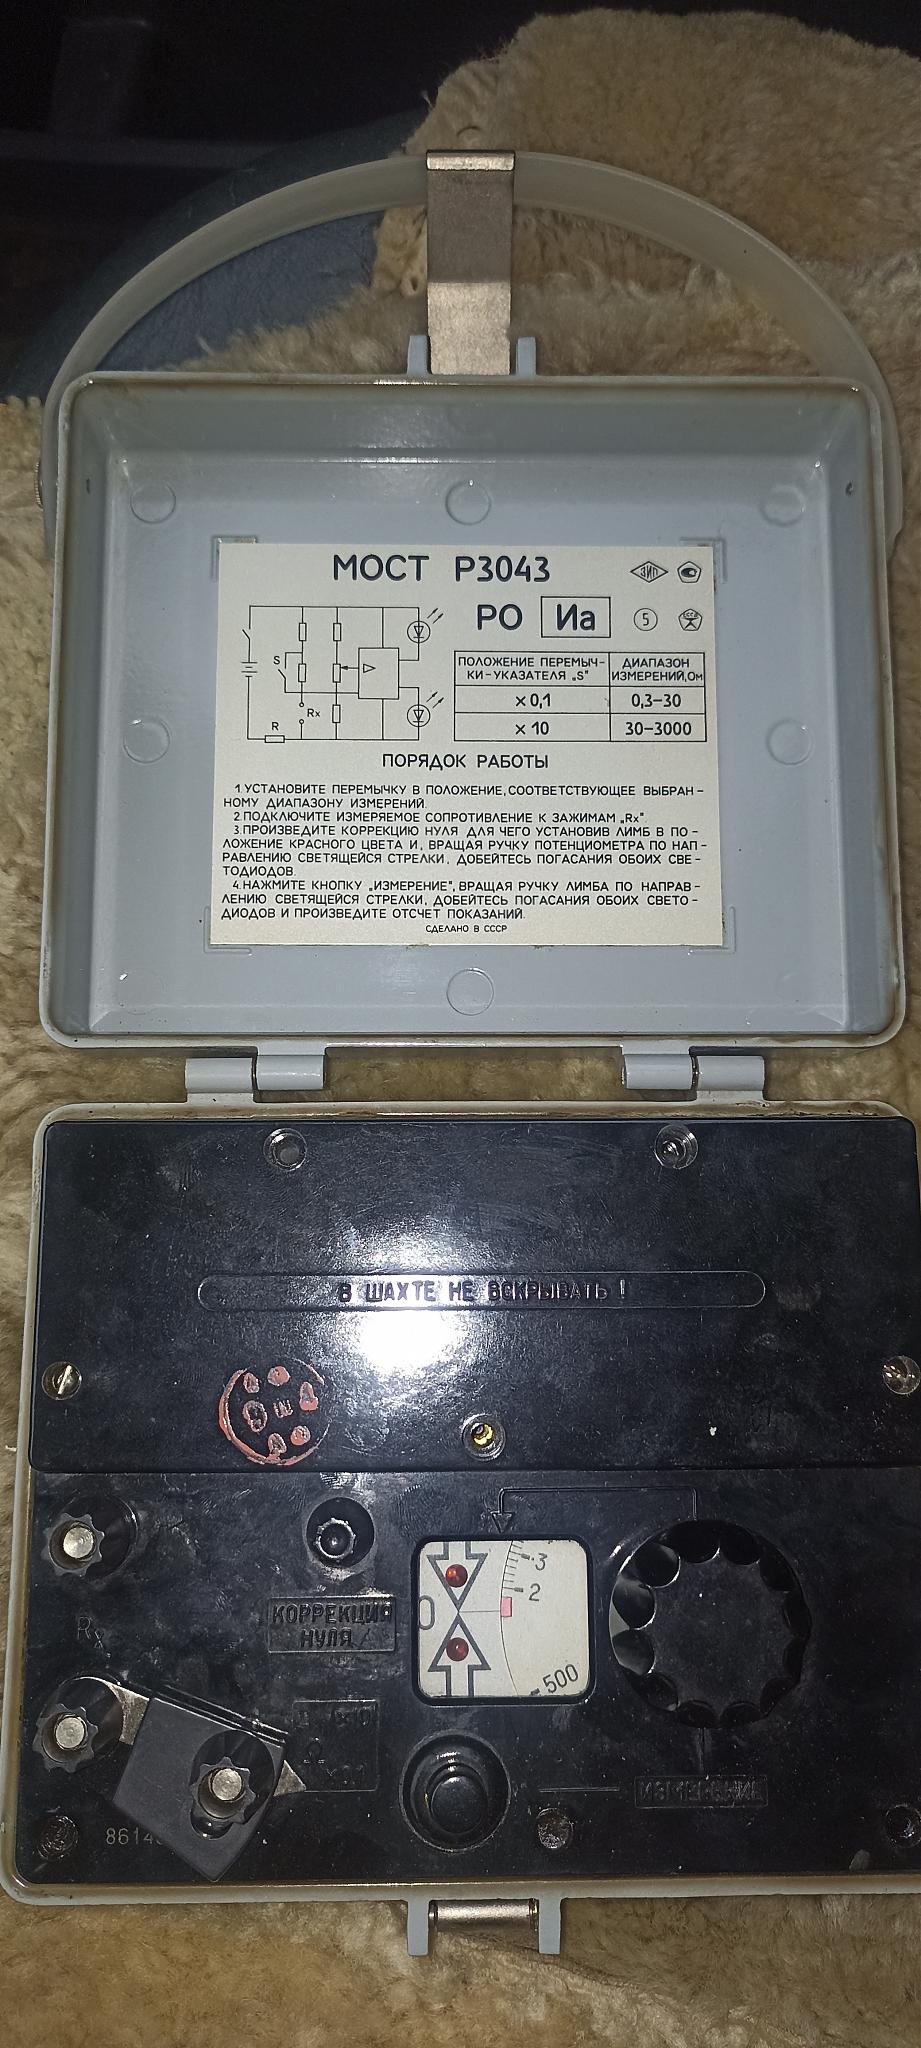 МОСТ Р3043
ЗИП
РО Иа 5
S
Rx
R
ПОЛОЖЕНИЕ ПЕРЕМЫЧ-
КИ-УКАЗАТЕЛЯ „S"
ДИАПАЗОН
ИЗМЕРЕНИЙ,Ом
×0,1 0,3–30
×10 30–3000
ПОРЯДОК РАБОТЫ
1.УСТАНОВИТЕ ПЕРЕМЫЧКУ В ПОЛОЖЕНИЕ,СООТВЕТСТВУЮЩЕЕ ВЫБРАН-
НОМУ ДИАПАЗОНУ ИЗМЕРЕНИЙ.
2.ПОДКЛЮЧИТЕ ИЗМЕРЯЕМОЕ СОПРОТИВЛЕНИЕ К ЗАЖИМАМ „Rx".
3.ПРОИЗВЕДИТЕ КОРРЕКЦИЮ НУЛЯ ДЛЯ ЧЕГО УСТАНОВИВ ЛИМБ В ПО-
ЛОЖЕНИЕ КРАСНОГО ЦВЕТА И, ВРАЩАЯ РУЧКУ ПОТЕНЦИОМЕТРА ПО НАП-
РАВЛЕНИЮ СВЕТЯЩЕЙСЯ СТРЕЛКИ, ДОБЕЙТЕСЬ ПОГАСАНИЯ ОБОИХ СВЕ-
ТОДИОДОВ.
4.НАЖМИТЕ КНОПКУ „ИЗМЕРЕНИЕ", ВРАЩАЯ РУЧКУ ЛИМБА ПО НАПРАВ-
ЛЕНИЮ СВЕТЯЩЕЙСЯ СТРЕЛКИ, ДОБЕЙТЕСЬ ПОГАСАНИЯ ОБОИХ СВЕТО-
ДИОДОВ И ПРОИЗВЕДИТЕ ОТСЧЕТ ПОКАЗАНИЙ.
СДЕЛАНО В СССР
В ШАХТЕ НЕ ВСКРЫВАТЬ!
3
2
0
500
КОРРЕКЦИЯ
НУЛЯ
Rx
ИЗМЕРЕНИЕ